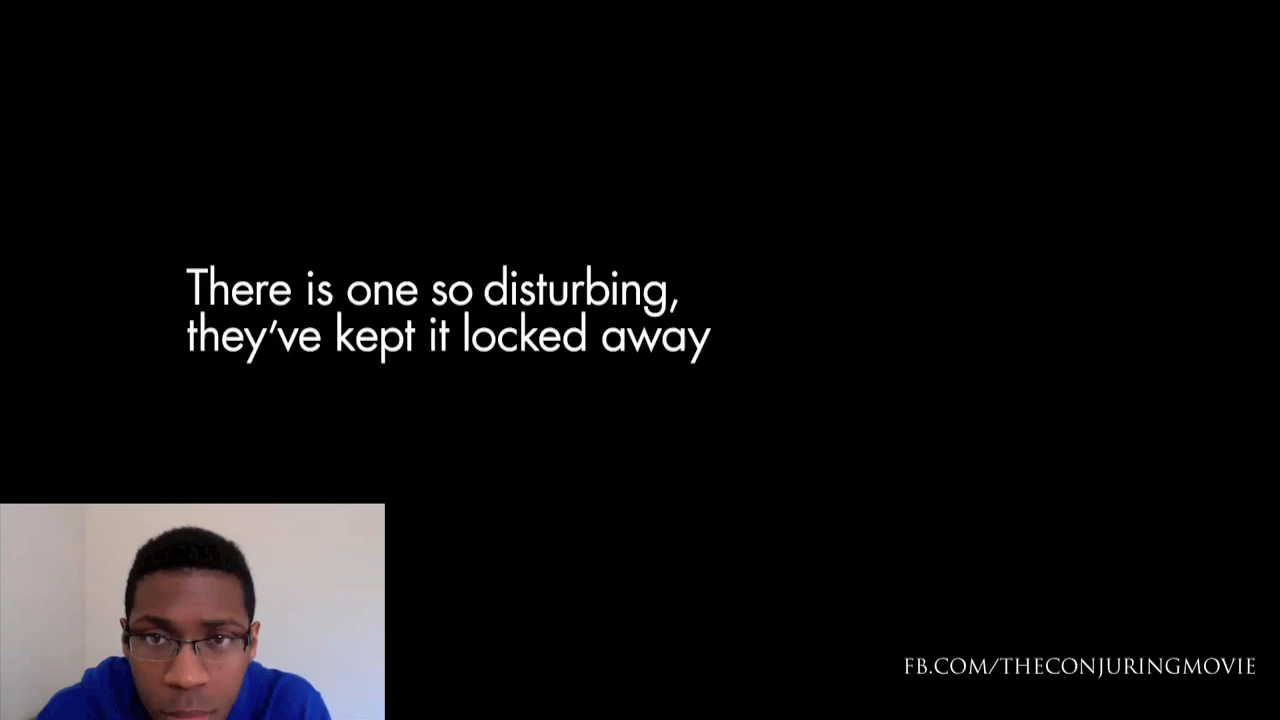 There is one so disturbing,
they've kept it locked away
FB.COM/THECONJURINGMOVIE